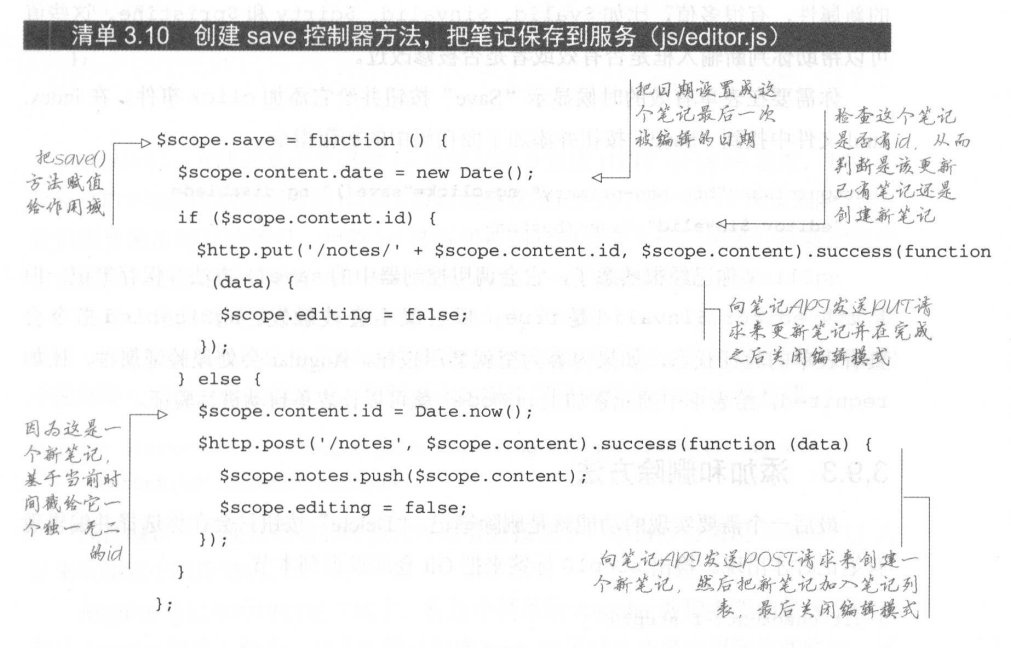 清单 3.10 创建 save 控制器方法，把笔记保存到服务（js/editor.js）
把日期设置成该
个笔记最后一次
被编辑的日期
检查这个笔记
是否有id，从而
判断是该更新
已有笔记还是
创建新笔记
把save()
方法赋值
给作用域
$scope.save = function () {
$scope.content.date = new Date();
if ($scope.content.id) {
$http.put('/notes/' + $scope.content.id, $scope.content).success(function
(data) {
$scope.editing = false;
});
向笔记API发送PUT请
求来更新笔记并在完成
之后关闭编辑模式
} else {
$scope.content.id = Date.now();
$http.post('/notes', $scope.content).success(function (data) {
$scope.notes.push($scope.content);
$scope.editing = false;
});
}
};
因为这是一
个新笔记，
基于当前时
间戳给它一
个独一无二
的id
向笔记API发送POST请求来创建一
个新笔记，然后把新笔记加入笔记列
表，最后关闭编辑模式